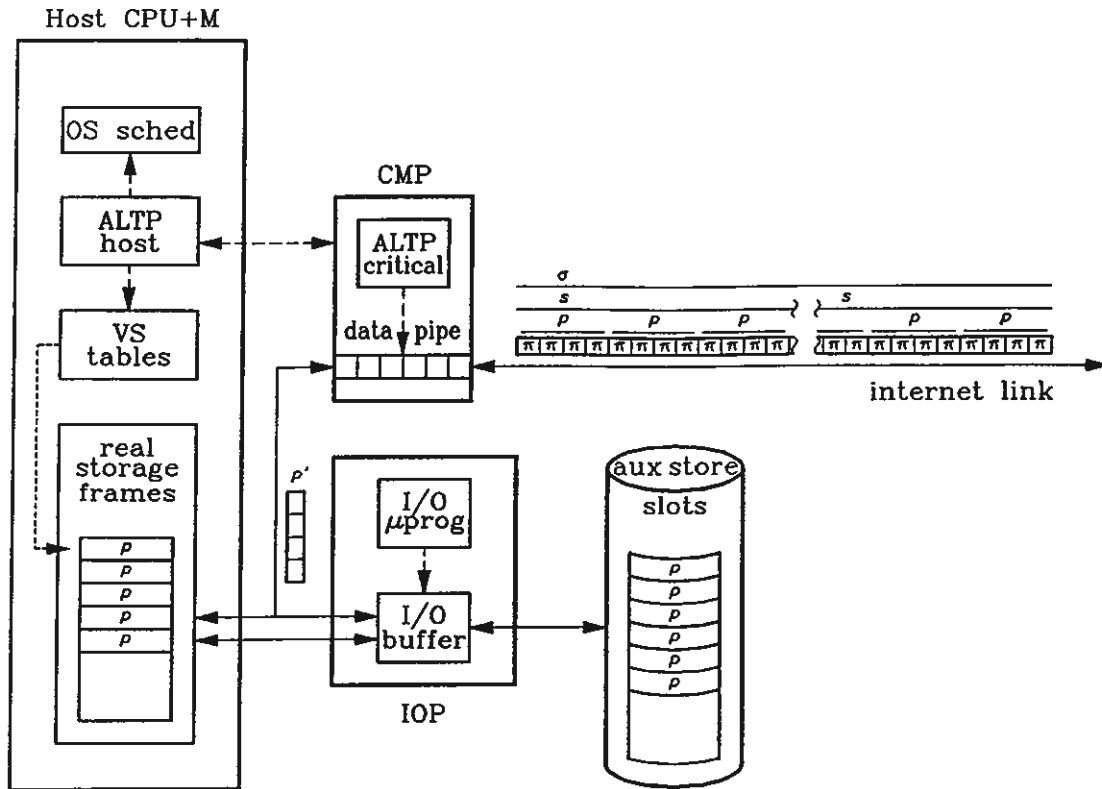 Host CPU+M
OS sched
ALTP
host
VS
tables
real
storage
frames
p
p
p
p
p
CMP
ALTP
critical
data pipe
σ
s s
p p p p p
π π π π π π π π π π π π π π π π π π π π π π
internet link
p'
I/O
μprog
I/O
buffer
IOP
aux store
slots
p
p
p
p
p
p